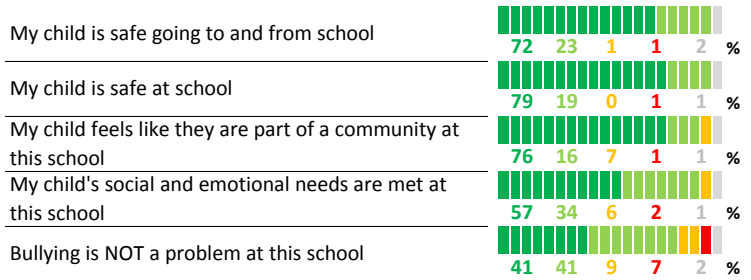 My child is safe going to and from school
72 23 1 1 2 %
My child is safe at school
79 19 0 1 1 %
My child feels like they are part of a community at
this school
76 16 7 1 1 %
My child's social and emotional needs are met at
this school
57 34 6 2 1 %
Bullying is NOT a problem at this school
41 41 9 7 2 %